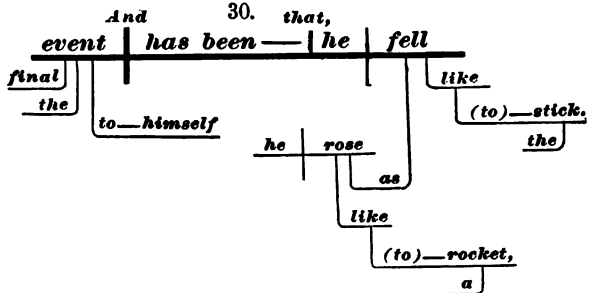 30.
And that,
event has been — he fell
final like
the (to)—stick.
to—himself the
he rose
as
like
(to)—rocket,
a